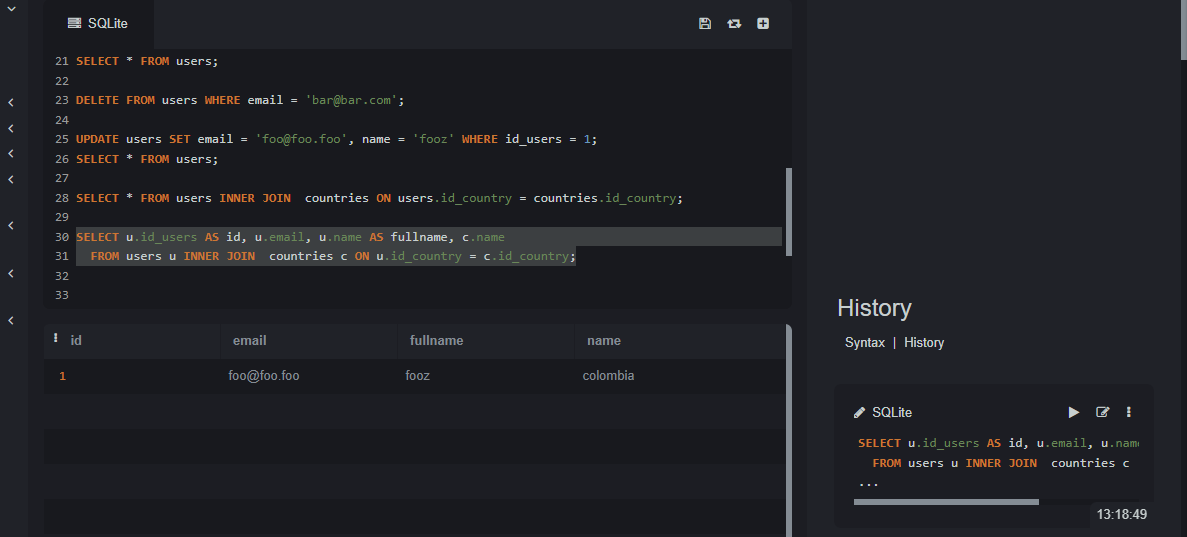 SQLite
21 SELECT * FROM users;
22
23 DELETE FROM users WHERE email = 'bar@bar.com';
24
25 UPDATE users SET email = 'foo@foo.foo', name = 'fooz' WHERE id_users = 1;
26 SELECT * FROM users;
27
28 SELECT * FROM users INNER JOIN  countries ON users.id_country = countries.id_country;
29
30 SELECT u.id_users AS id, u.email, u.name AS fullname, c.name
31   FROM users u INNER JOIN  countries c ON u.id_country = c.id_country;
32
33
id email fullname name
1 foo@foo.foo fooz colombia
History
Syntax | History
SQLite
SELECT u.id_users AS id, u.email, u.nam
  FROM users u INNER JOIN  countries c
...
13:18:49